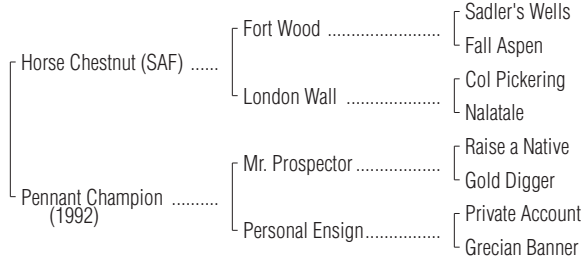 Sadler's Wells
Fort Wood ........................
Fall Aspen
Horse Chestnut (SAF) ......
Col Pickering
London Wall ....................
Nalatale
Raise a Native
Mr. Prospector ..................
Gold Digger
Pennant Champion ..........
(1992)
Private Account
Personal Ensign................
Grecian Banner